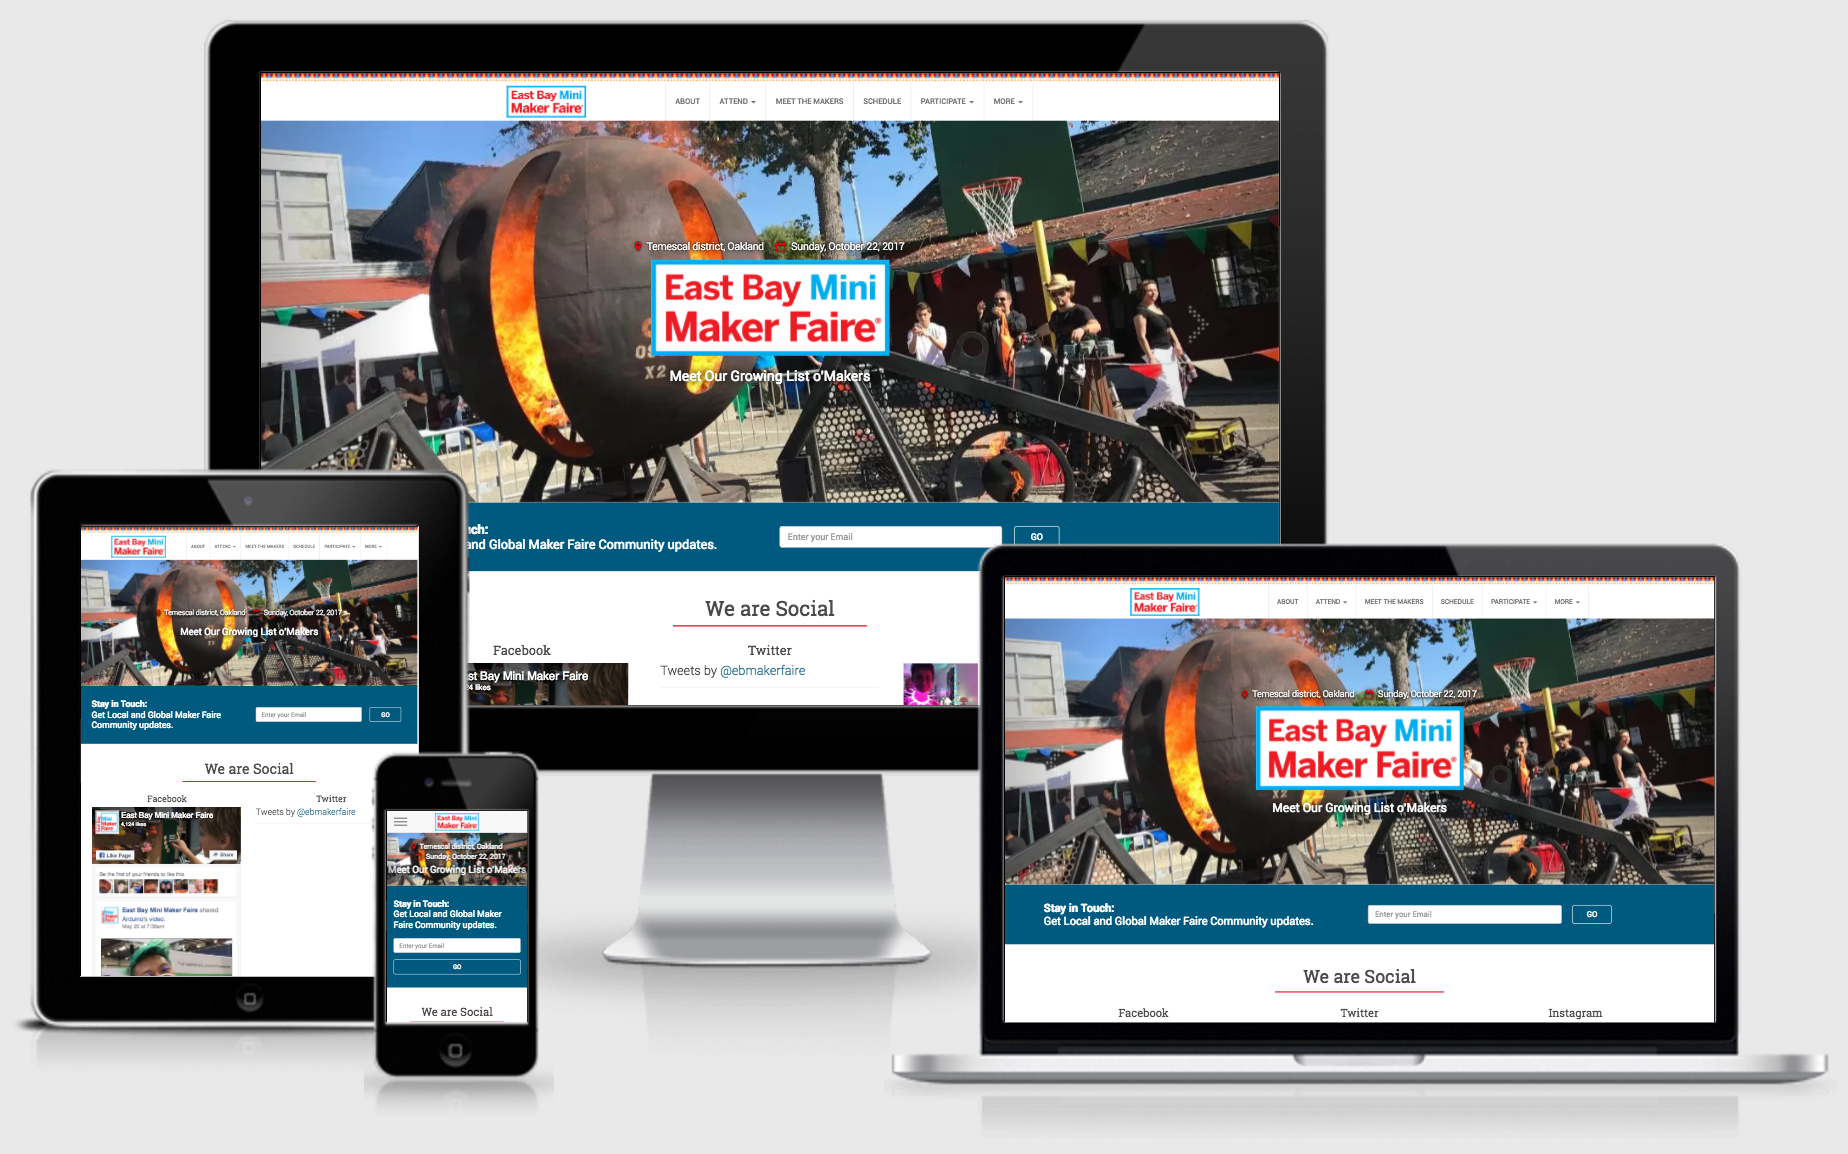 East Bay Mini
Maker Faire
ABOUT
ATTEND
MEET THE MAKERS
SCHEDULE
PARTICIPATE
MORE
Temescal district, Oakland
Sunday, October 22, 2017
X2
East Bay Mini
Maker Faire®
Meet Our Growing List o'Makers
uch:
and Global Maker Faire Community updates.
Enter your Email
GO
We are Social
Facebook
Twitter
st Bay Mini Maker Faire
24 likes
Tweets by @ebmakerfaire
East Bay Mini
Maker Faire
ABOUT
ATTEND
MEET THE MAKERS
SCHEDULE
PARTICIPATE
MORE
Temescal district, Oakland
Sunday, October 22, 2017
Meet Our Growing List o'Makers
Stay in Touch:
Get Local and Global Maker Faire
Community updates.
Enter your Email
GO
We are Social
Facebook
Twitter
East Bay Mini Maker Faire
4,124 likes
Tweets by @ebmakerfaire
Like Page
Share
Be the first of your friends to like this
East Bay Mini Maker Faire shared
Arduino's video.
May 20 at 7:36am
East Bay Mini
Maker Faire
Temescal district, Oakland
Sunday, October 22, 2017
Meet Our Growing List o'Makers
Stay in Touch:
Get Local and Global Maker
Faire Community updates.
Enter your Email
GO
We are Social
East Bay Mini
Maker Faire
ABOUT
ATTEND
MEET THE MAKERS
SCHEDULE
PARTICIPATE
MORE
Temescal district, Oakland
Sunday, October 22, 2017
East Bay Mini
Maker Faire®
Meet Our Growing List o'Makers
Stay in Touch:
Get Local and Global Maker Faire Community updates.
Enter your Email
GO
We are Social
Facebook
Twitter
Instagram